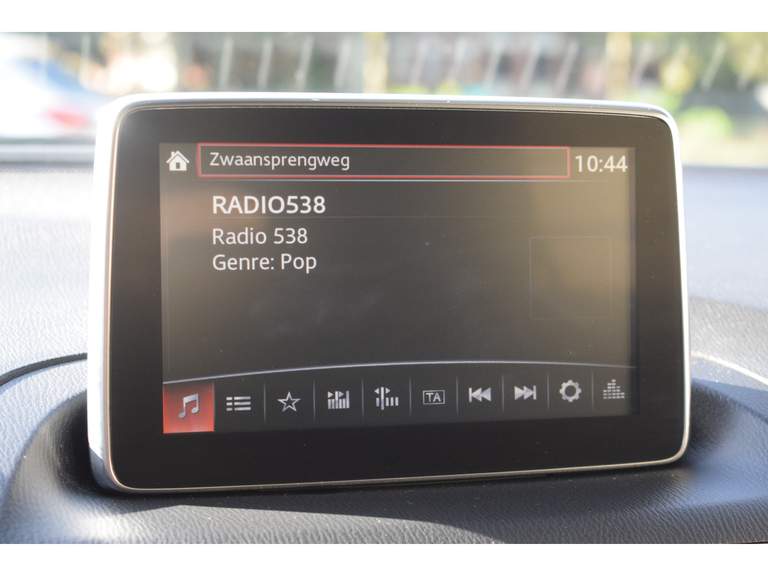 Zwaansprengweg
10:44
RADIO538
Radio 538
Genre: Pop
TA